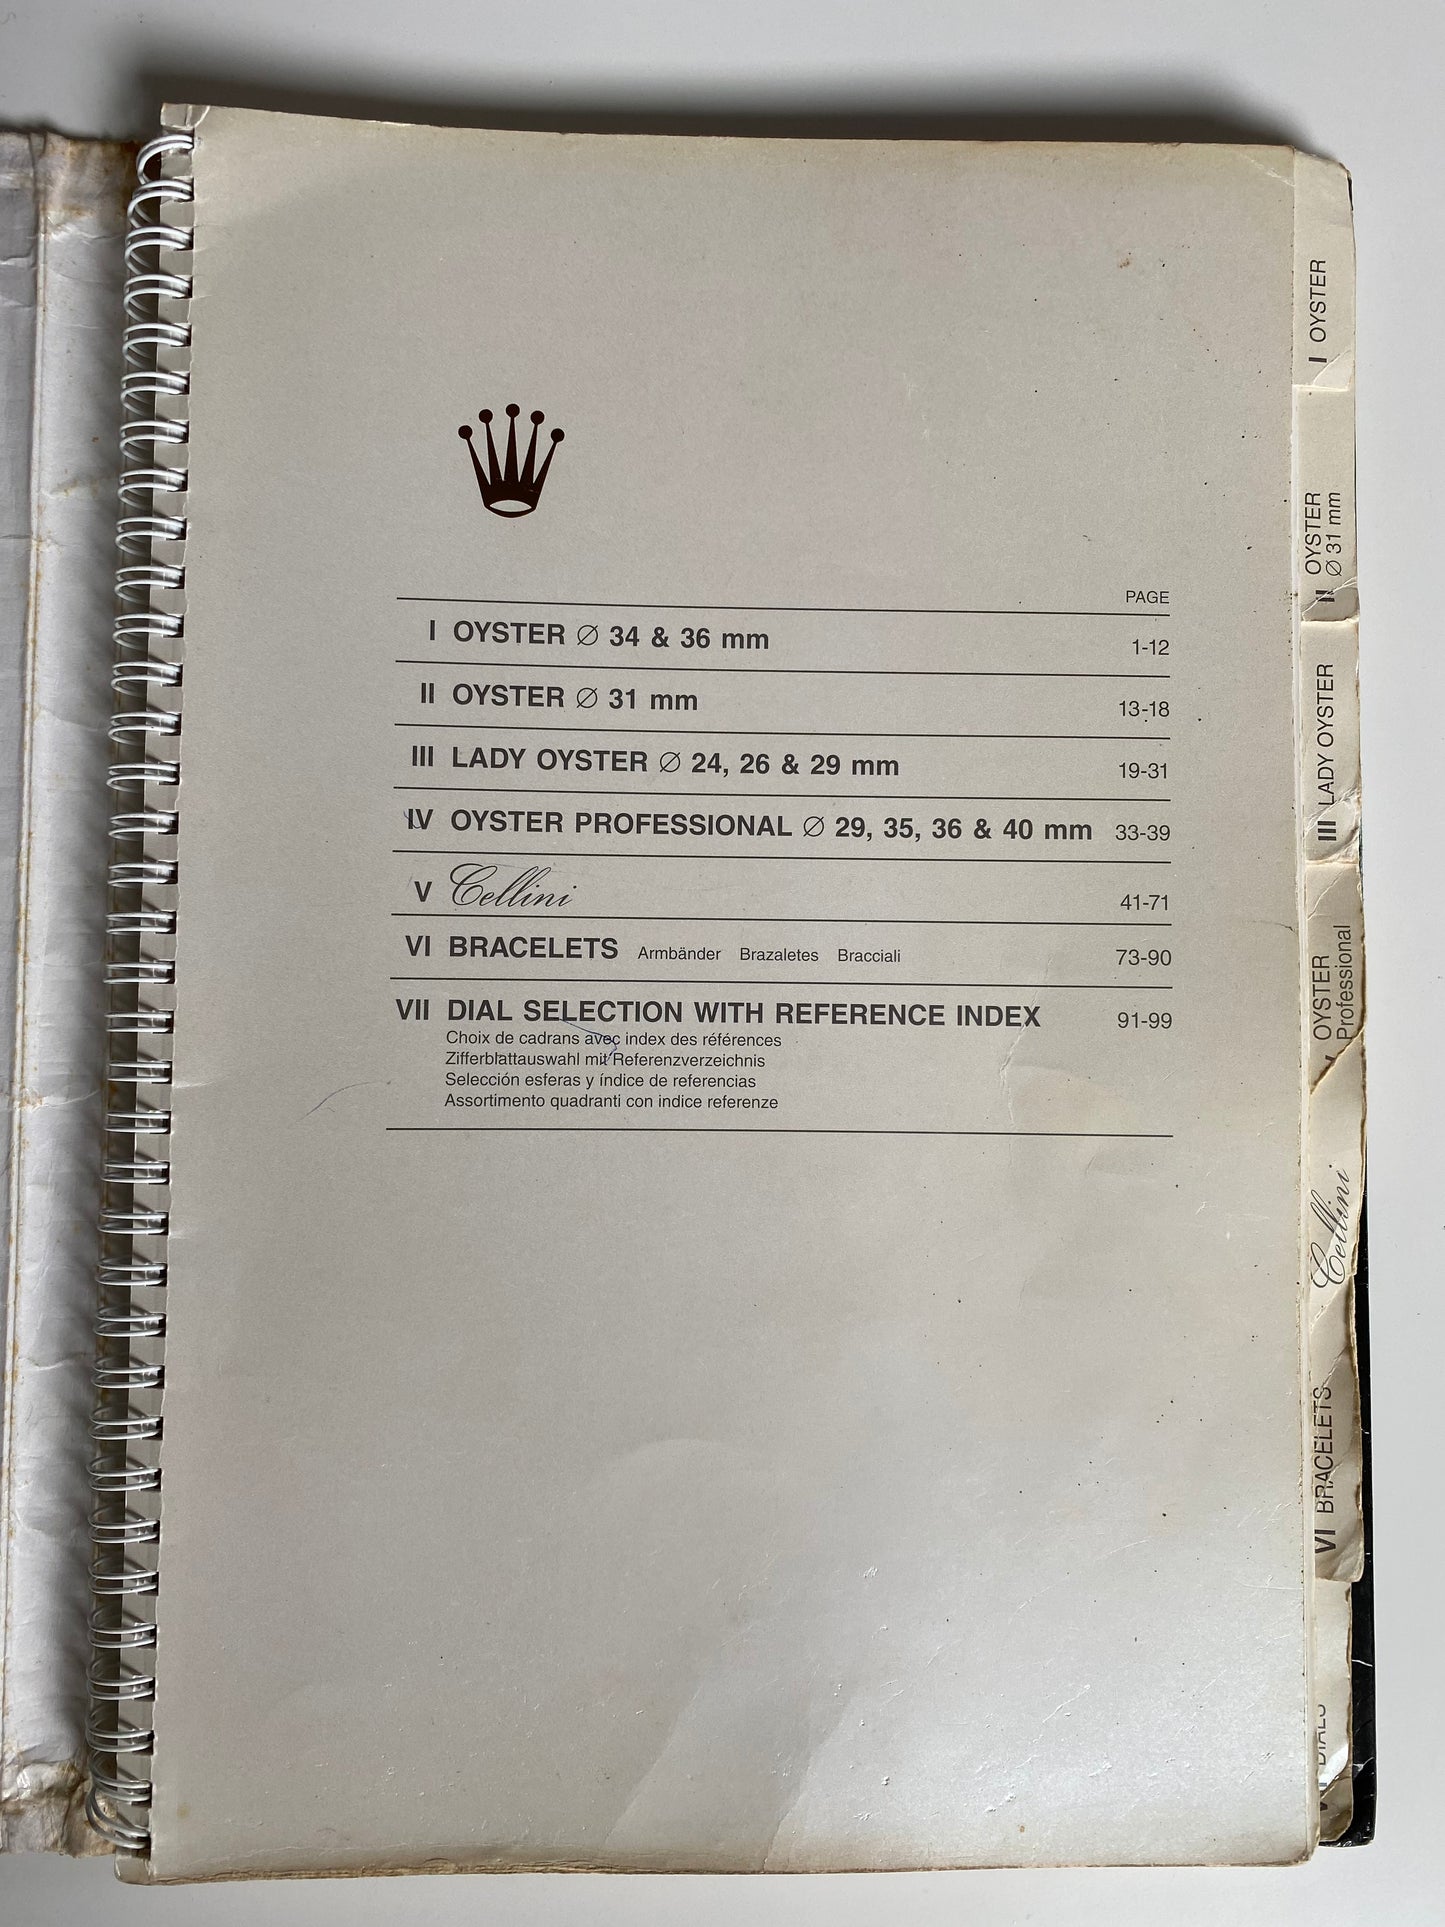 PAGE
I OYSTER ∅ 34 & 36 mm 1-12
II OYSTER ∅ 31 mm 13-18
III LADY OYSTER ∅ 24, 26 & 29 mm 19-31
IV OYSTER PROFESSIONAL ∅ 29, 35, 36 & 40 mm 33-39
V Cellini 41-71
VI BRACELETS Armbänder Brazaletes Bracciali 73-90
VII DIAL SELECTION WITH REFERENCE INDEX 91-99
Choix de cadrans avec index des références
Zifferblattauswahl mit Referenzverzeichnis
Selección esferas y índice de referencias
Assortimento quadranti con indice referenze
I OYSTER
II OYSTER
∅ 31 mm
III LADY OYSTER
OYSTER
Professional
Cellini
VI BRACELETS
DIALS